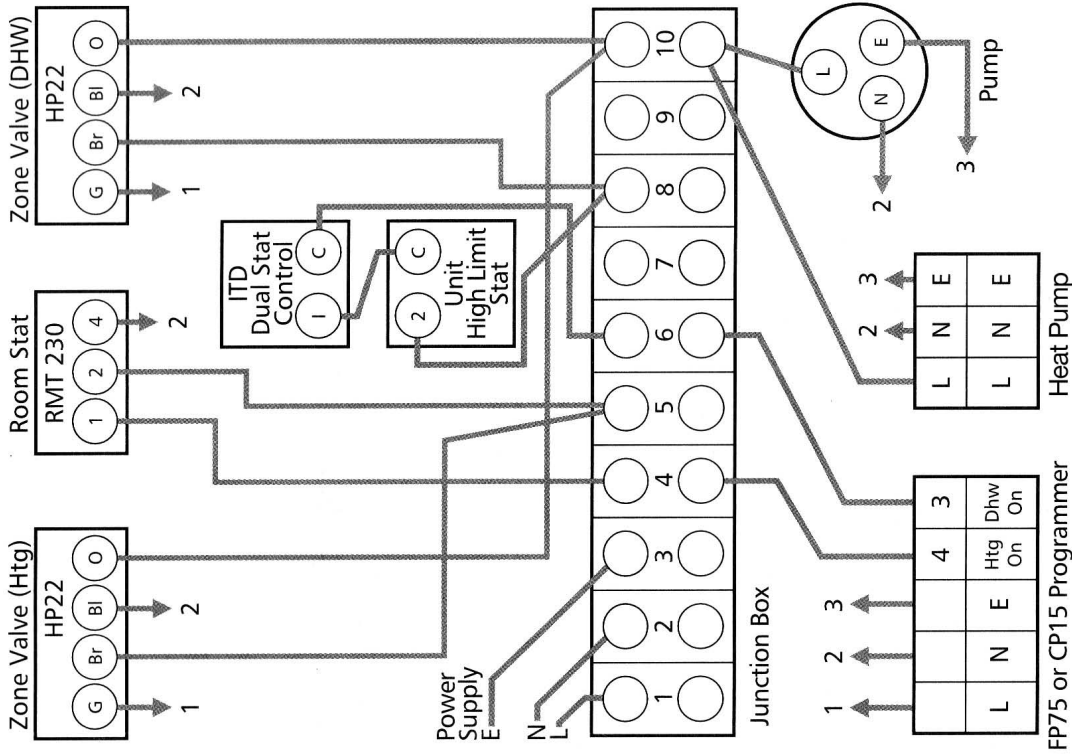 Zone Valve (Htg)
HP22
G Br Bl O
1
2
Room Stat
RMT 230
1 2 4
2
Zone Valve (DHW)
HP22
G Br Bl O
1
2
ITD
Dual Stat
Control
I C
2 C
Unit
High Limit
Stat
Power
Supply
E
N
L
1 2 3 4 5 6 7 8 9 10
Junction Box
1 2 3
4 3
L N E Htg On Dhw On
FP75 or CP15 Programmer
2 3
L N E
L N E
Heat Pump
L
N E
2
3
Pump